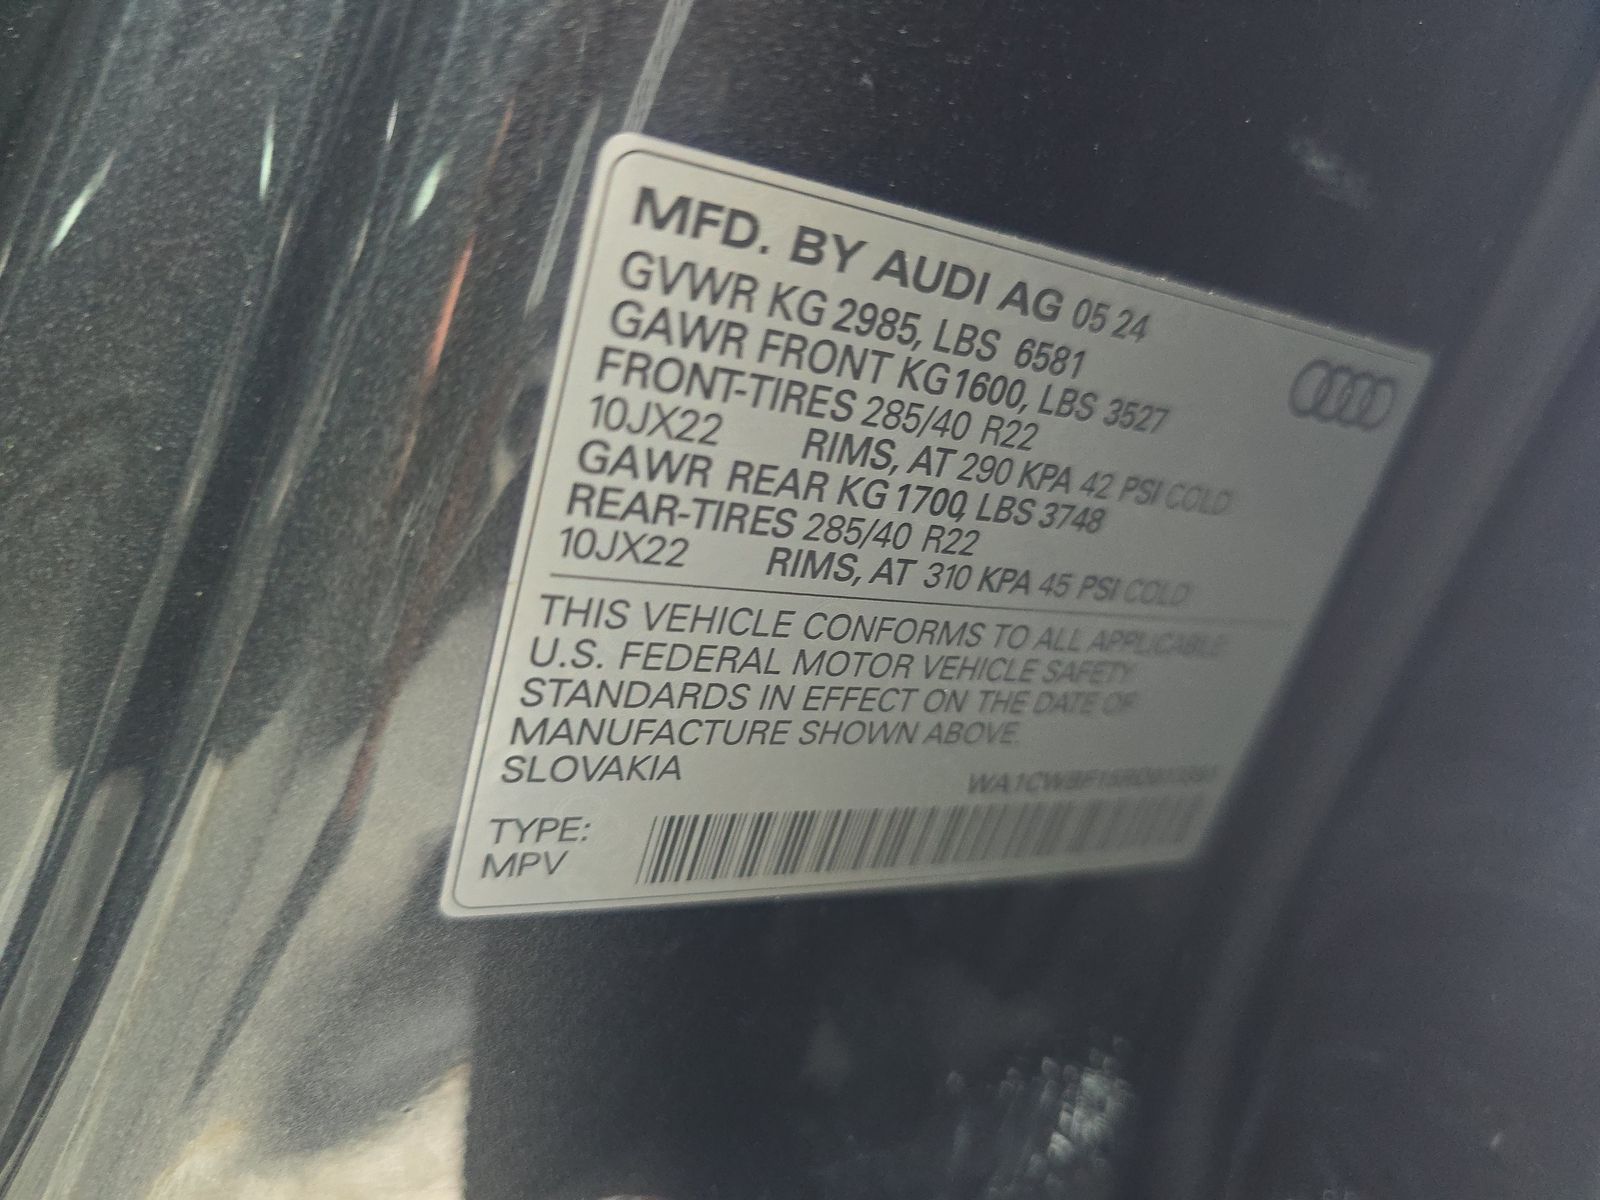 MFD. BY AUDI AG 05 24
GVWR KG 2985, LBS 6581
GAWR FRONT KG 1600, LBS 3527
FRONT-TIRES 285/40 R22
10JX22 RIMS, AT 290 KPA 42 PSI COLD
GAWR REAR KG 1700, LBS 3748
REAR-TIRES 285/40 R22
10JX22 RIMS, AT 310 KPA 45 PSI COLD
THIS VEHICLE CONFORMS TO ALL APPLICABLE
U.S. FEDERAL MOTOR VEHICLE SAFETY
STANDARDS IN EFFECT ON THE DATE OF
MANUFACTURE SHOWN ABOVE.
SLOVAKIA
TYPE:
MPV